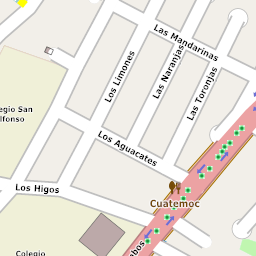 Las Mandarinas
Los Limones
Las Naranjas
Las Toronjas
egio San
lfonso
Los Aguacates
Los Higos
Cuatemoc
bos
Colegio